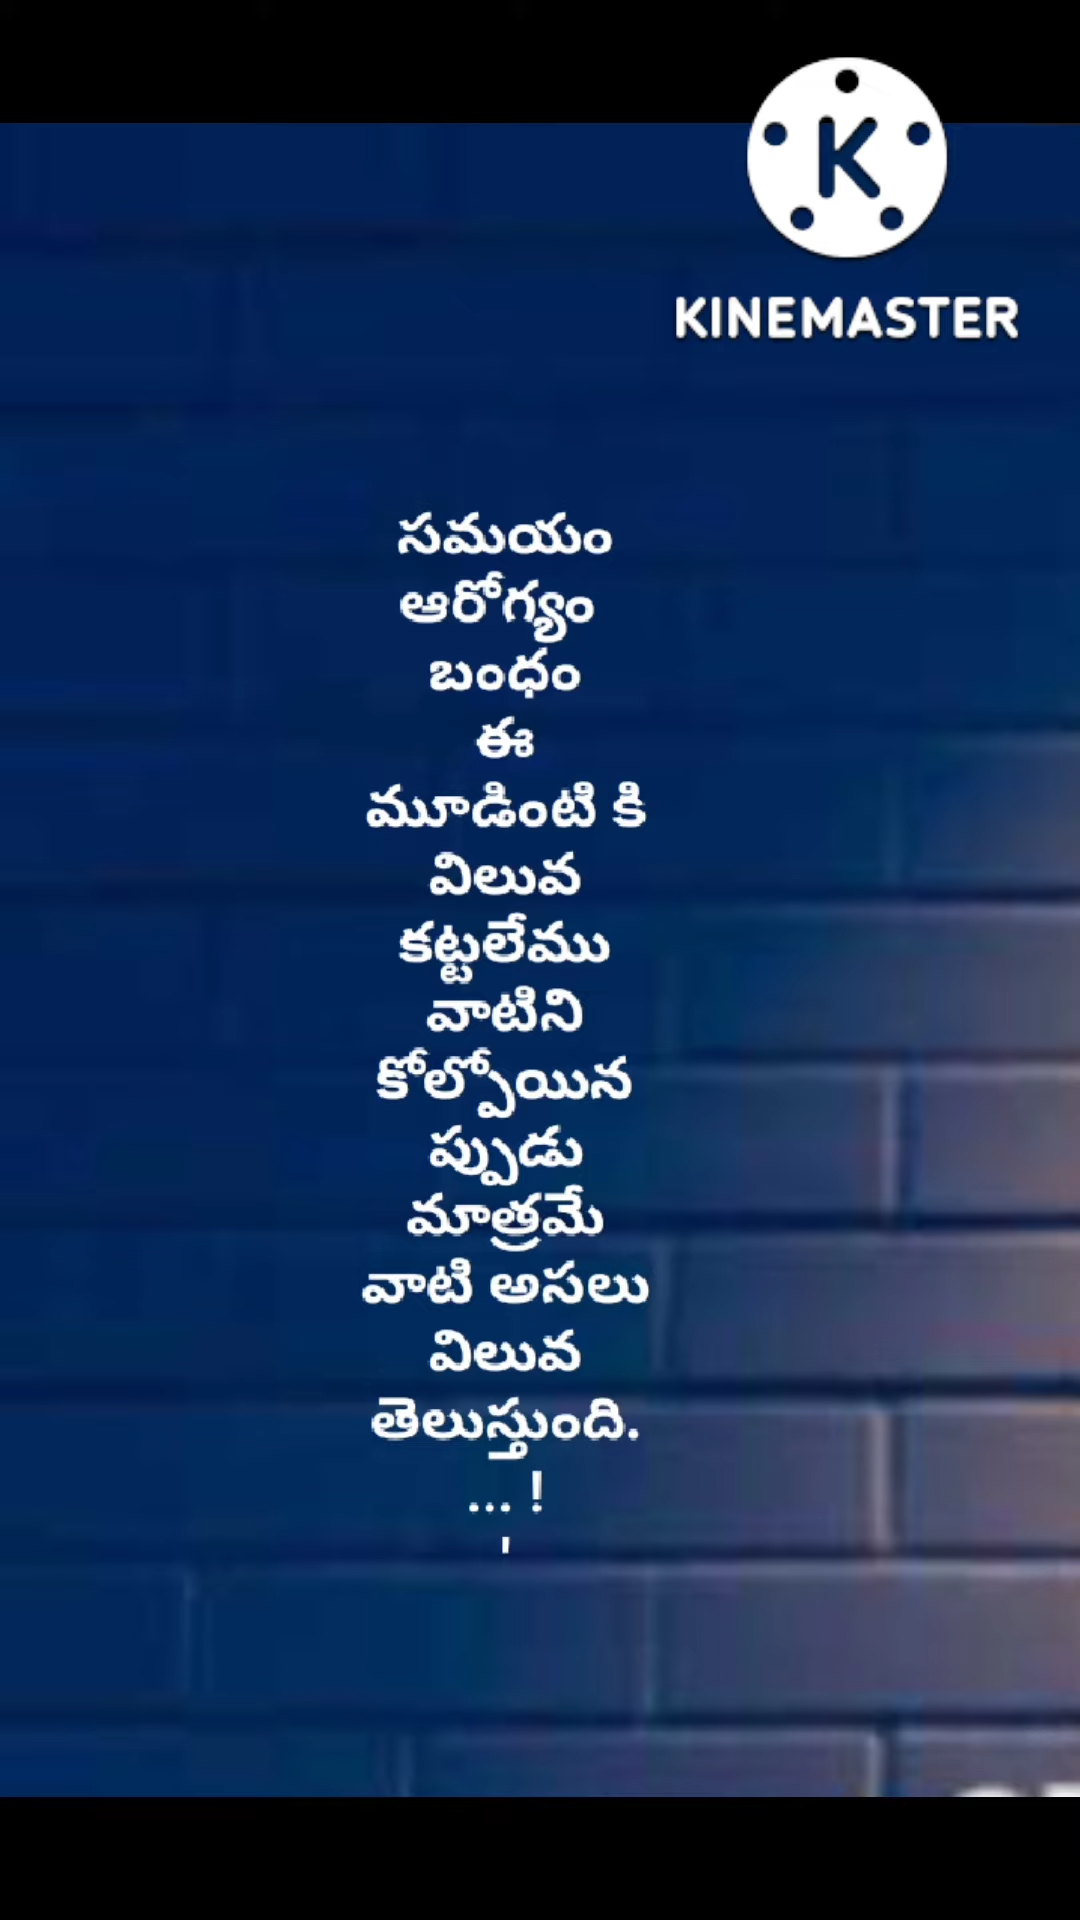 KINEMASTER
సమయం
ఆరోగ్యం
బంధం
ఈ
మూడింటి కి
విలువ
కట్టలేము
వాటిని
కోల్పోయిన
ప్పుడు
మాత్రమే
వాటి అసలు
విలువ
తెలుస్తుంది.
... !
'